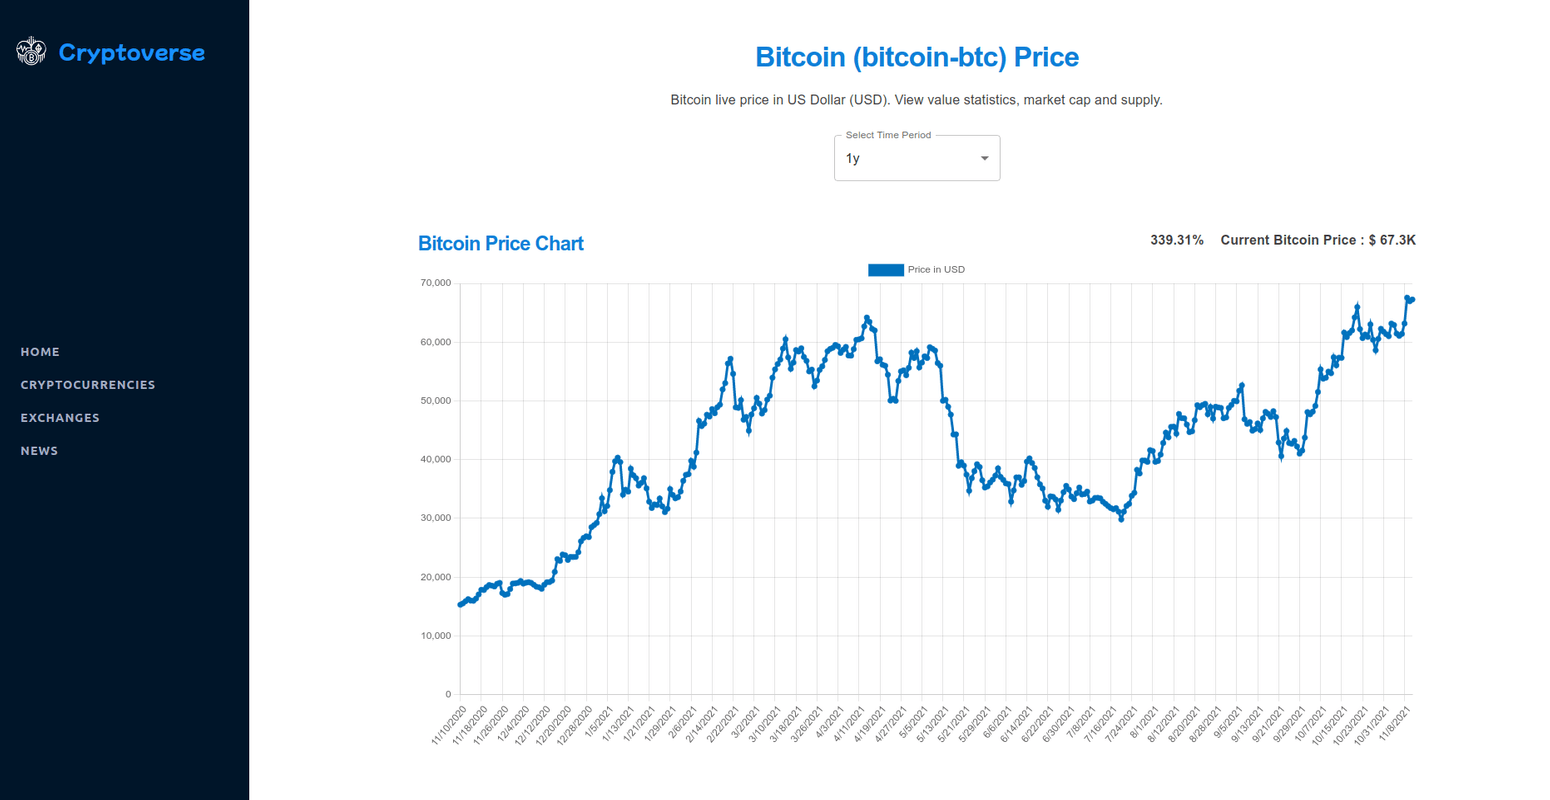 Cryptoverse
HOME
CRYPTOCURRENCIES
EXCHANGES
NEWS
Bitcoin (bitcoin-btc) Price
Bitcoin live price in US Dollar (USD). View value statistics, market cap and supply.
Select Time Period
1y
Bitcoin Price Chart
339.31% Current Bitcoin Price : $ 67.3K
Price in USD
70,000
60,000
50,000
40,000
30,000
20,000
10,000
0
11/10/2020 11/18/2020 11/26/2020 12/4/2020 12/12/2020 12/20/2020 12/28/2020 1/5/2021 1/13/2021 1/21/2021 1/29/2021 2/6/2021 2/14/2021 2/22/2021 3/2/2021 3/10/2021 3/18/2021 3/26/2021 4/3/2021 4/11/2021 4/19/2021 4/27/2021 5/5/2021 5/13/2021 5/21/2021 5/29/2021 6/6/2021 6/14/2021 6/22/2021 6/30/2021 7/8/2021 7/16/2021 7/24/2021 8/1/2021 8/12/2021 8/20/2021 8/28/2021 9/5/2021 9/13/2021 9/21/2021 9/29/2021 10/7/2021 10/15/2021 10/23/2021 10/31/2021 11/8/2021